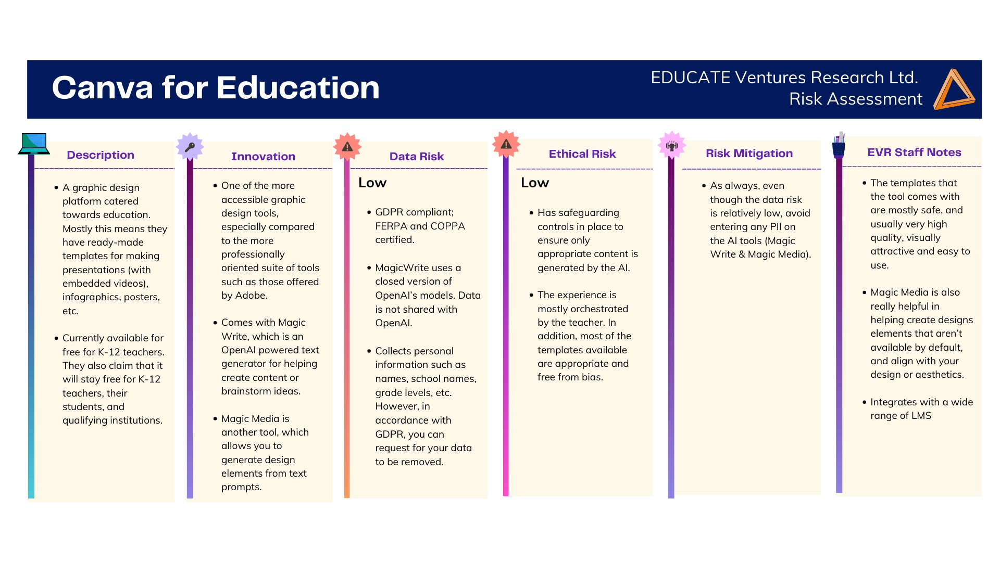 Canva for Education
EDUCATE Ventures Research Ltd.
Risk Assessment
Description
• A graphic design
platform catered
towards education.
Mostly this means they
have ready-made
templates for making
presentations (with
embedded videos),
infographics, posters,
etc.
• Currently available for
free for K-12 teachers.
They also claim that it
will stay free for K-12
teachers, their
students, and
qualifying institutions.
Innovation
• One of the more
accessible graphic
design tools,
especially compared
to the more
professionally
oriented suite of tools
such as those offered
by Adobe.
• Comes with Magic
Write, which is an
OpenAI powered text
generator for helping
create content or
brainstorm ideas.
• Magic Media is
another tool, which
allows you to
generate design
elements from text
prompts.
Data Risk
Low
• GDPR compliant;
FERPA and COPPA
certified.
• MagicWrite uses a
closed version of
OpenAI’s models. Data
is not shared with
OpenAI.
• Collects personal
information such as
names, school names,
grade levels, etc.
However, in
accordance with
GDPR, you can
request for your data
to be removed.
Ethical Risk
Low
• Has safeguarding
controls in place to
ensure only
appropriate content is
generated by the AI.
• The experience is
mostly orchestrated
by the teacher. In
addition, most of the
templates available
are appropriate and
free from bias.
Risk Mitigation
• As always, even
though the data risk
is relatively low, avoid
entering any PII on
the AI tools (Magic
Write & Magic Media).
EVR Staff Notes
• The templates that
the tool comes with
are mostly safe, and
usually very high
quality, visually
attractive and easy to
use.
• Magic Media is also
really helpful in
helping create designs
elements that aren’t
available by default,
and align with your
design or aesthetics.
• Integrates with a wide
range of LMS